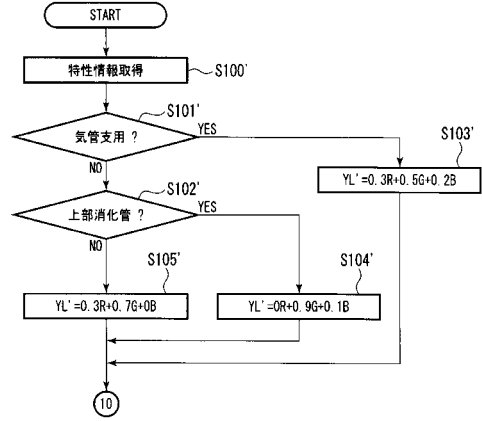 START
特性情報取得
S100'
気管支用 ?
S101'
YES
NO
S103'
YL'=0.3R+0.5G+0.2B
上部消化管 ?
S102'
YES
NO
S105'
YL'=0.3R+0.7G+0B
S104'
YL'=0R+0.9G+0.1B
10